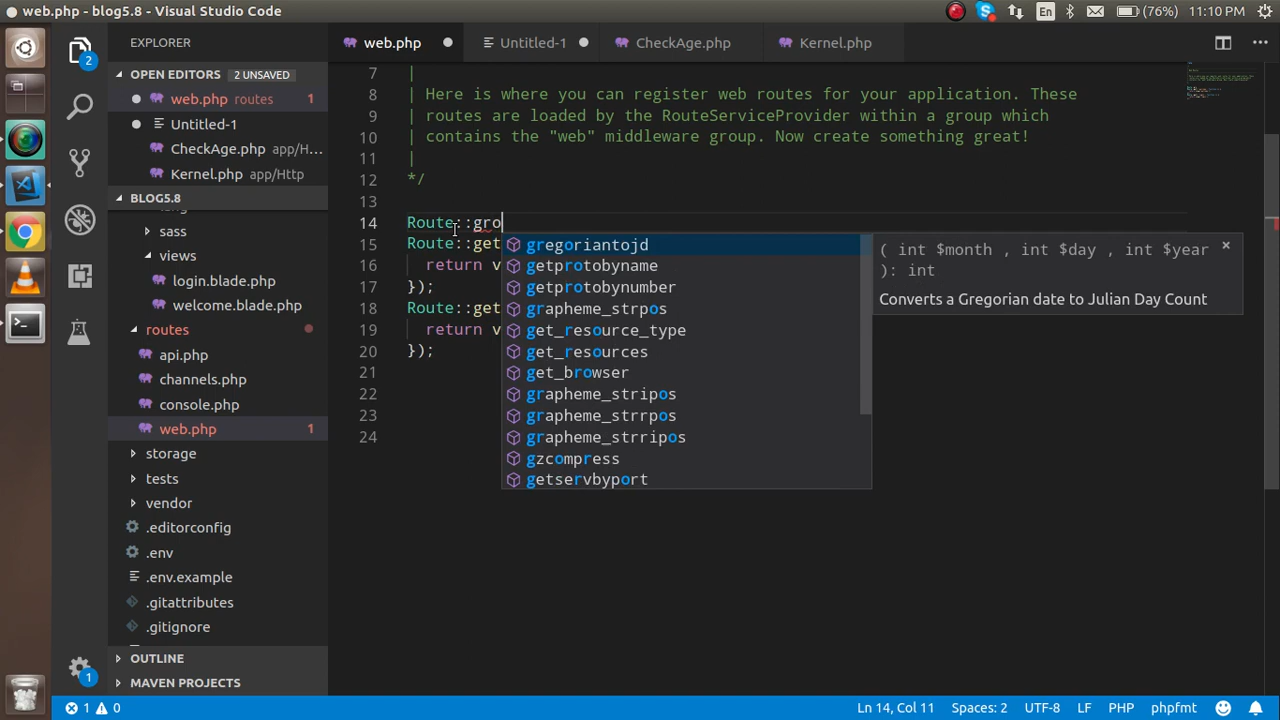 web.php - blog5.8 - Visual Studio Code
En
(76%)
11:10 PM
EXPLORER
OPEN EDITORS
2 UNSAVED
web.php routes 1
Untitled-1
CheckAge.php app/H...
Kernel.php app/Http
BLOG5.8
lang
sass
views
login.blade.php
welcome.blade.php
routes
api.php
channels.php
console.php
web.php 1
storage
tests
vendor
.editorconfig
.env
.env.example
.gitattributes
.gitignore
OUTLINE
MAVEN PROJECTS
2
1
web.php
Untitled-1
CheckAge.php
Kernel.php
7 |
8 | Here is where you can register web routes for your application. These
9 | routes are loaded by the RouteServiceProvider within a group which
10 | contains the "web" middleware group. Now create something great!
11 |
12 */
13
14 Route::gro
15 Route::get
16 return v
17 });
18 Route::get
19 return v
20 });
21
22
23
24
gregoriantojd
getprotobyname
getprotobynumber
grapheme_strpos
get_resource_type
get_resources
get_browser
grapheme_stripos
grapheme_strrpos
grapheme_strripos
gzcompress
getservbyport
( int $month , int $day , int $year
): int
Converts a Gregorian date to Julian Day Count
1 0
Ln 14, Col 11
Spaces: 2
UTF-8
LF
PHP
phpfmt